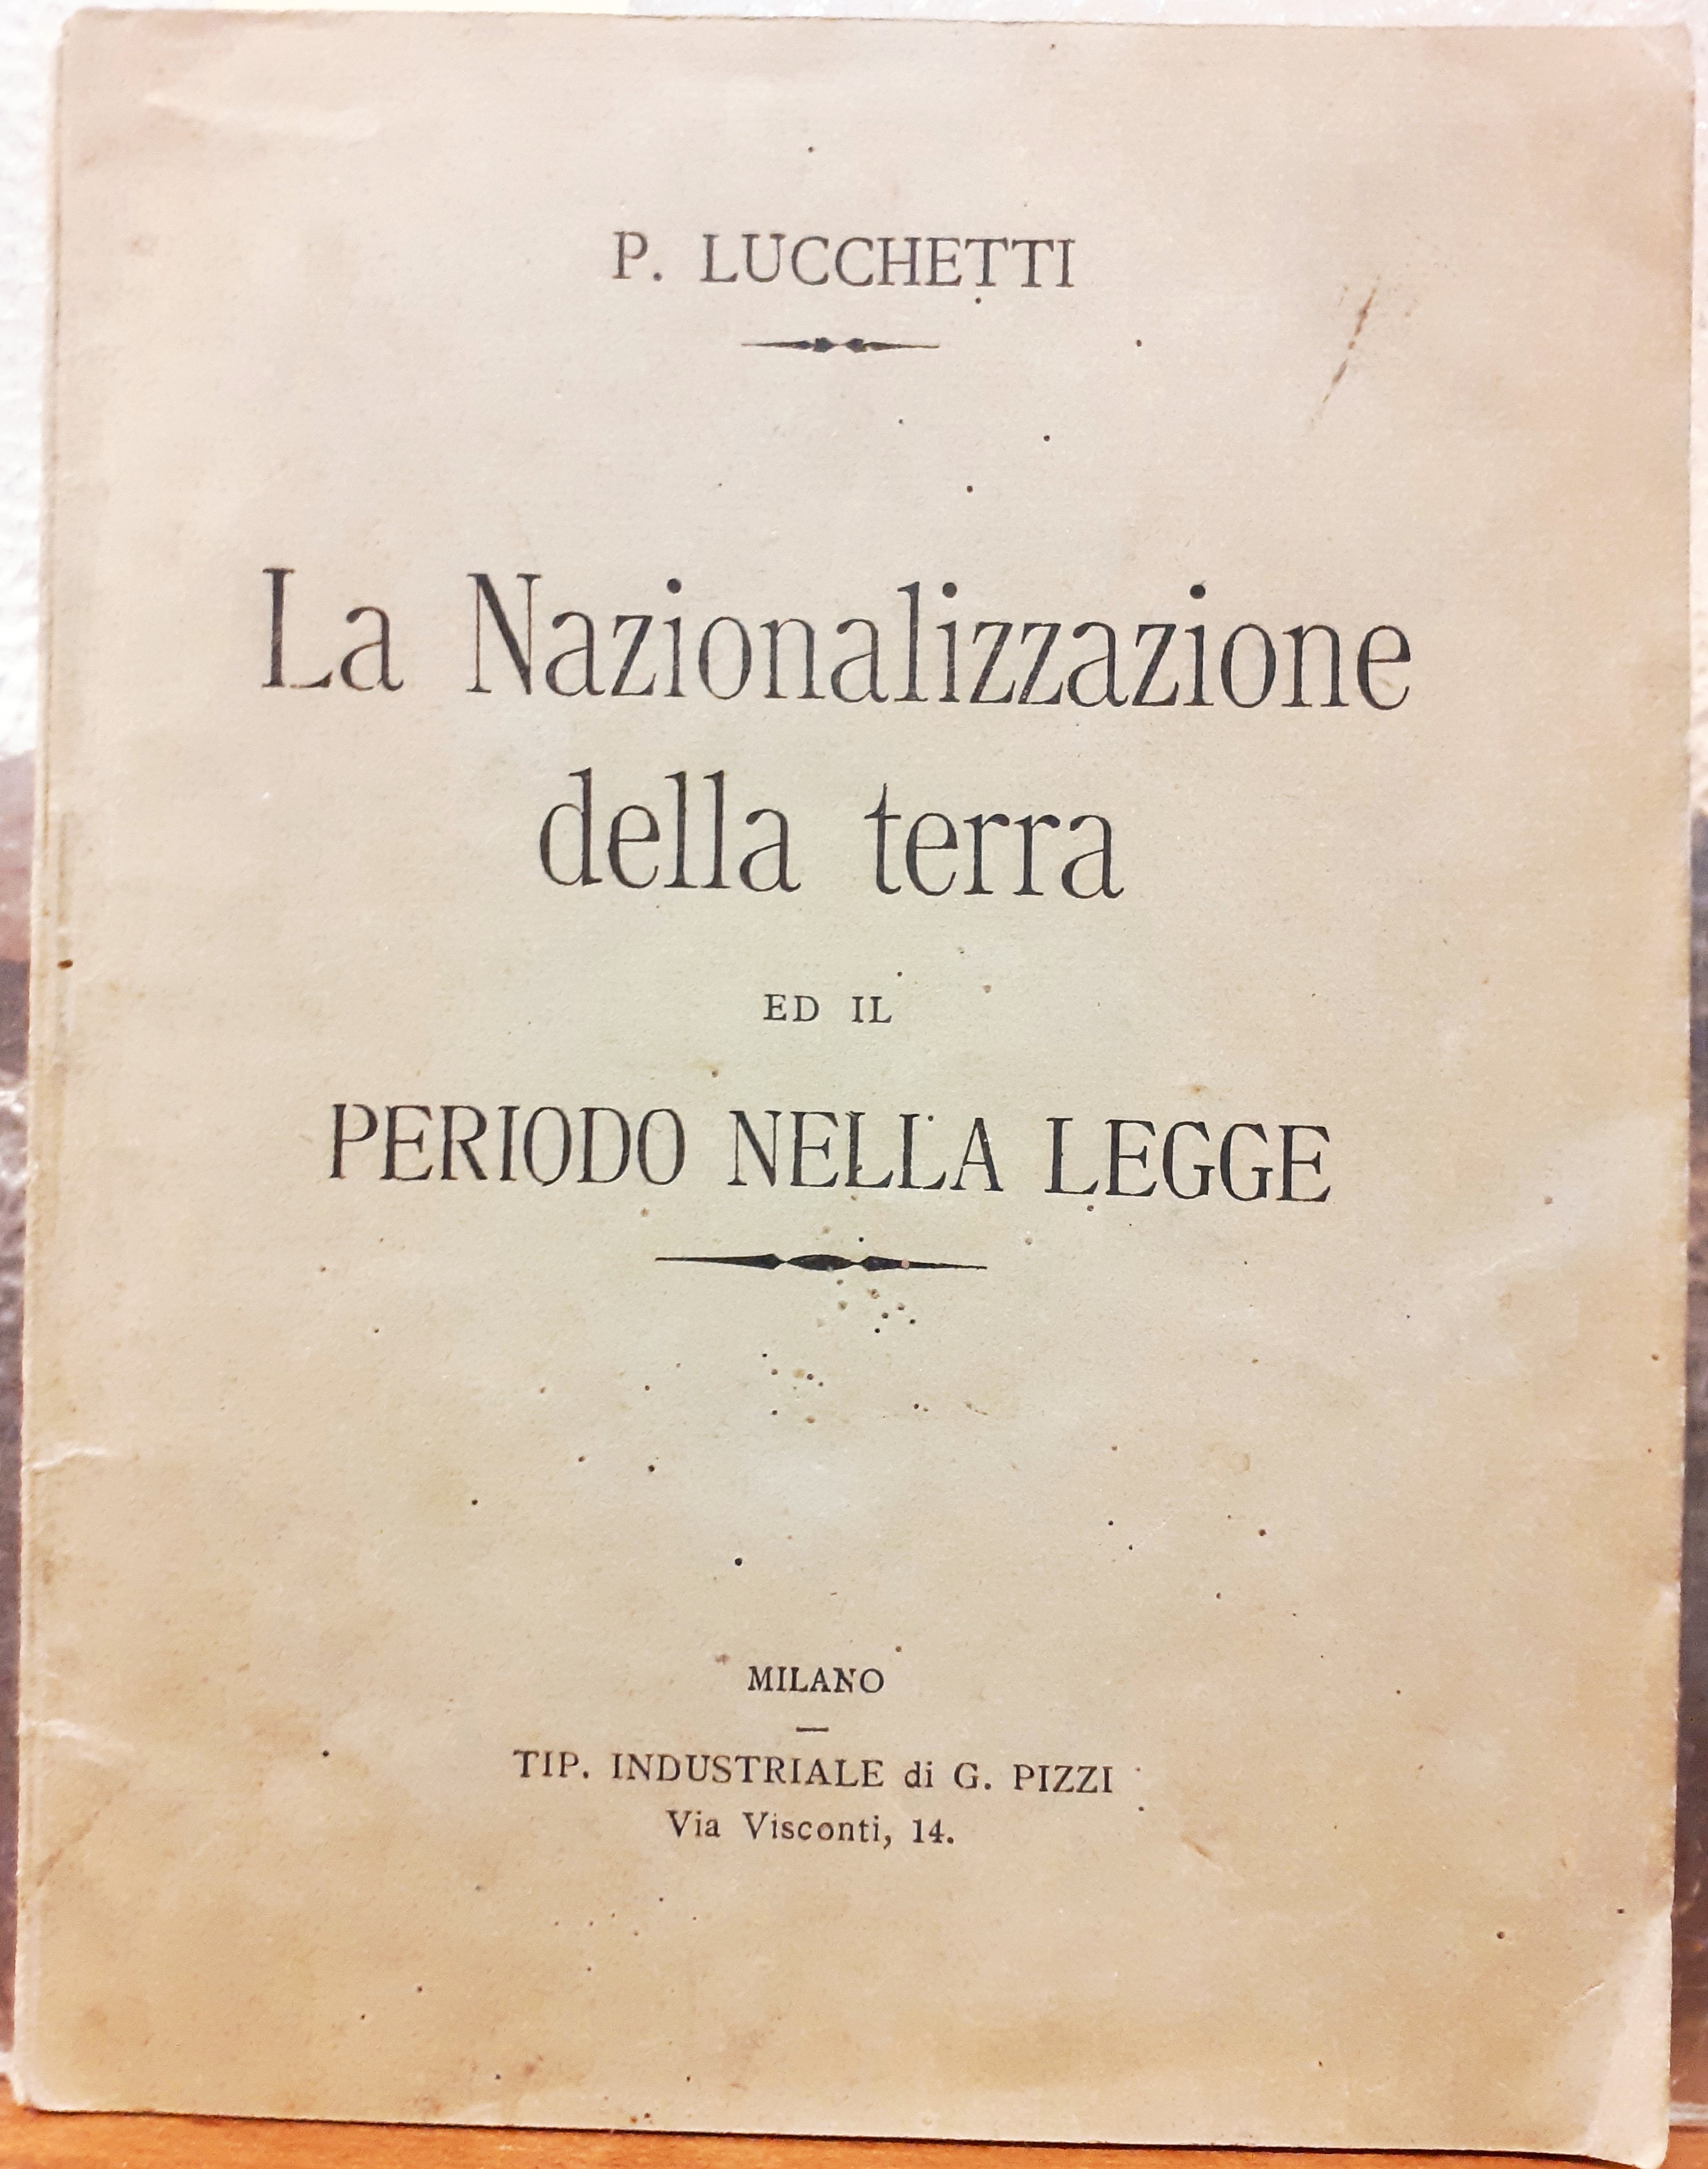 P. LUCCHETTI
La Nazionalizzazione
della terra
ED IL
PERIODO NELLA LEGGE
MILANO
TIP. INDUSTRIALE di G. PIZZI
Via Visconti, 14.